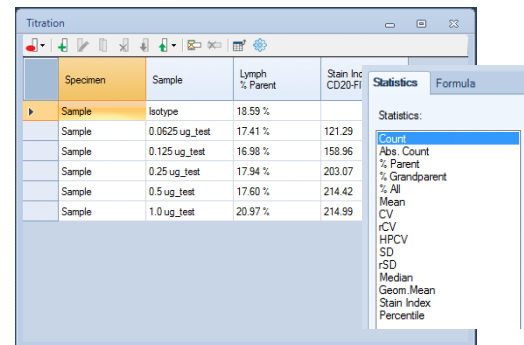 Titration
Specimen Sample Lymph % Parent Stain CD20-FI
Sample Isotype 18.59 %
Sample 0.0625 ug_test 17.41 % 121.29
Sample 0.125 ug_test 16.98 % 158.96
Sample 0.25 ug_test 17.94 % 203.07
Sample 0.5 ug_test 17.60 % 214.42
Sample 1.0 ug_test 20.97 % 214.99
Statistics Formula
Statistics:
Count
Abs. Count
% Parent
% Grandparent
% All
Mean
CV
rCV
HPCV
SD
rSD
Median
Geom.Mean
Stain Index
Percentile